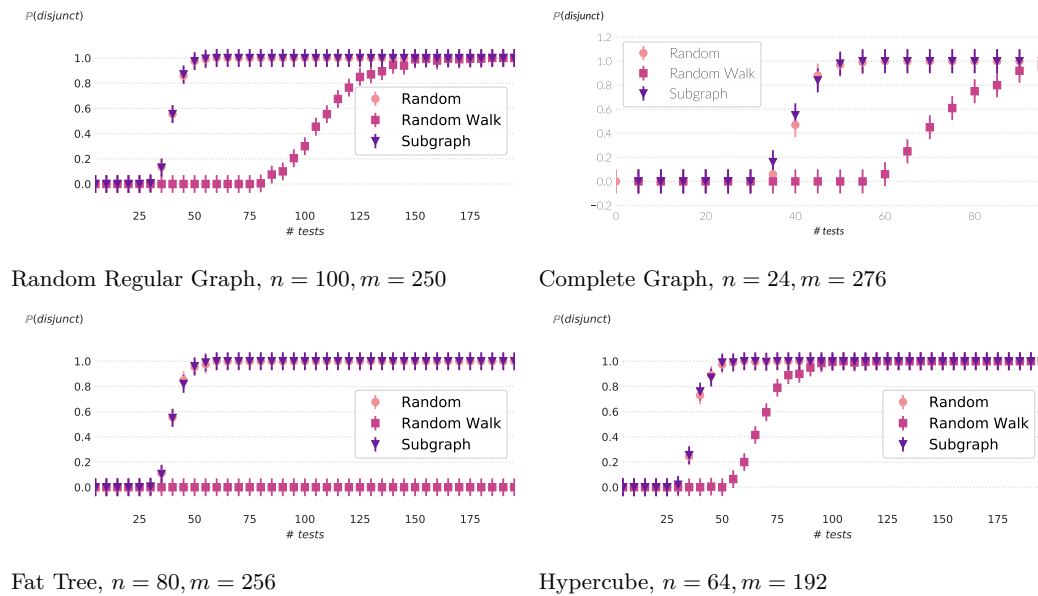 ℙ(disjunct)
1.0
0.8
0.6
0.4
0.2
0.0
Random
Random Walk
Subgraph
25 50 75 100 125 150 175
# tests
Random Regular Graph, n = 100, m = 250
ℙ(disjunct)
1.2
1.0
0.8
0.6
0.4
0.2
0.0
−0.2
Random
Random Walk
Subgraph
0 20 40 60 80
# tests
Complete Graph, n = 24, m = 276
ℙ(disjunct)
1.0
0.8
0.6
0.4
0.2
0.0
Random
Random Walk
Subgraph
25 50 75 100 125 150 175
# tests
Fat Tree, n = 80, m = 256
ℙ(disjunct)
1.0
0.8
0.6
0.4
0.2
0.0
Random
Random Walk
Subgraph
25 50 75 100 125 150 175
# tests
Hypercube, n = 64, m = 192